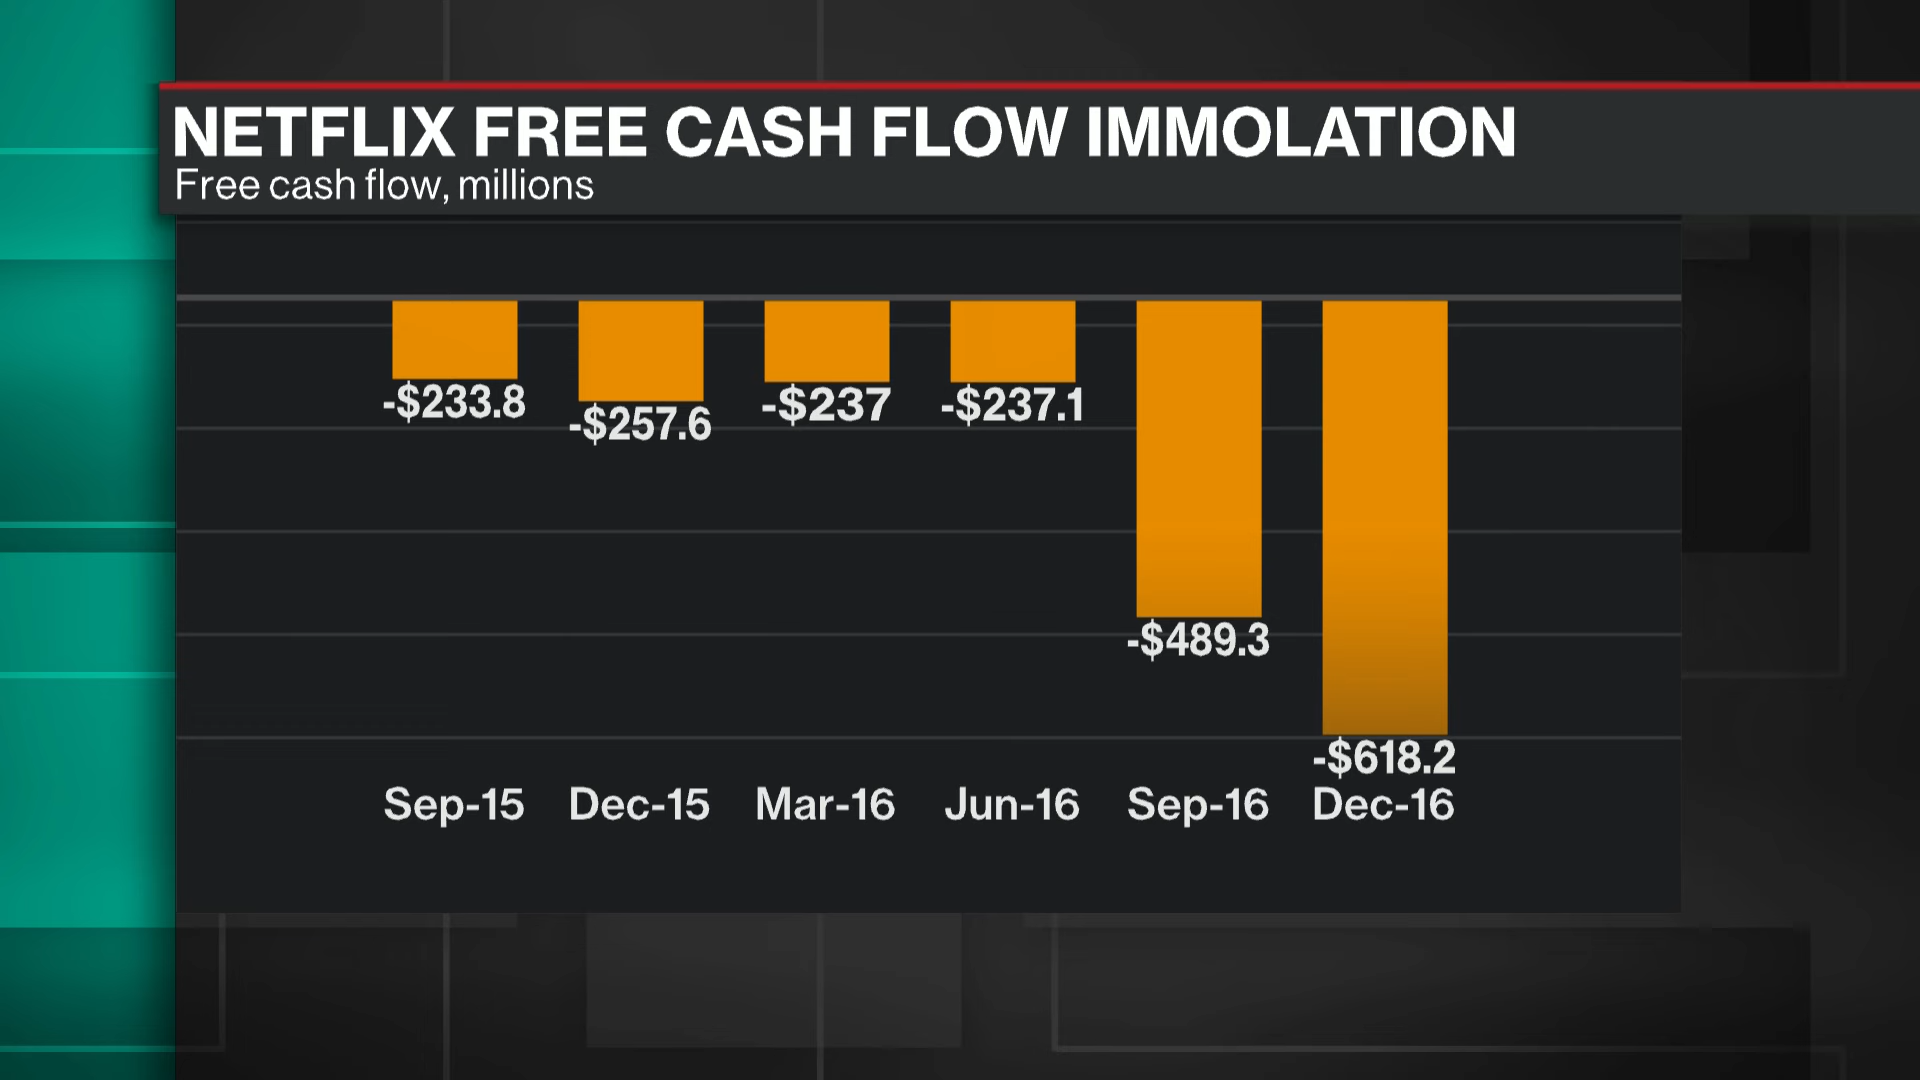 NETFLIX FREE CASH FLOW IMMOLATION
Free cash flow, millions
-$233.8
-$257.6
-$237
-$237.1
-$489.3
-$618.2
Sep-15 Dec-15 Mar-16 Jun-16 Sep-16 Dec-16